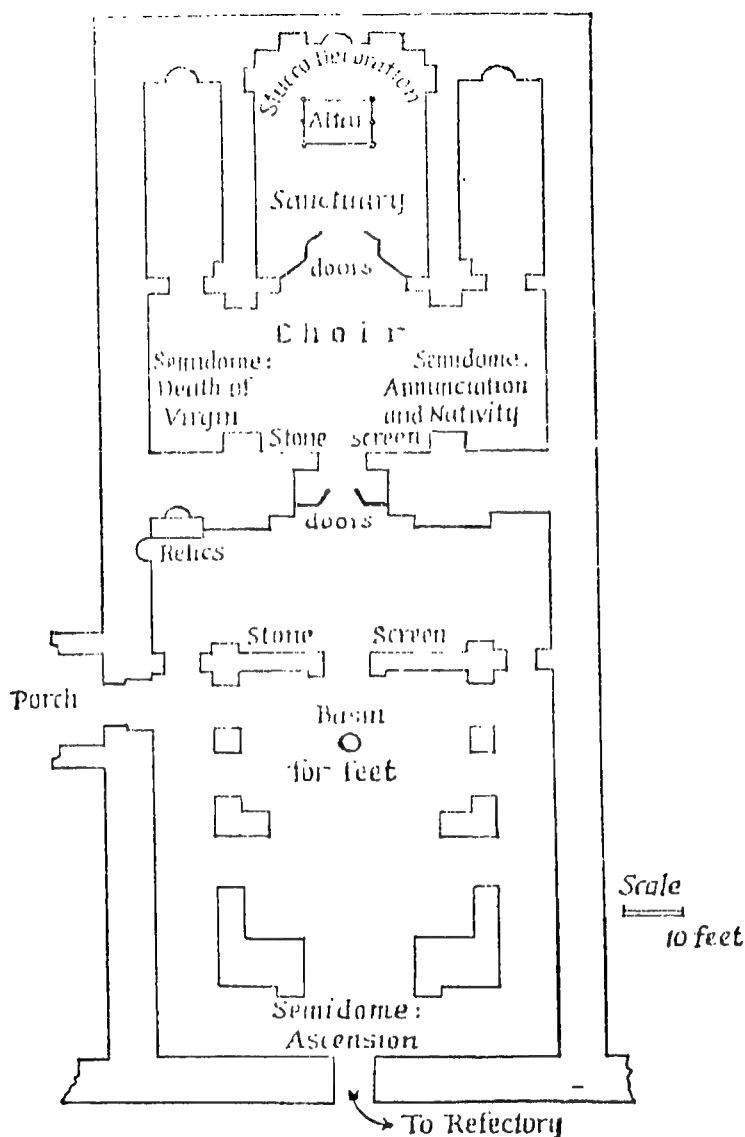 Stucco Decoration
Altar
Sanctuary
doors
Choir
Semidome:
Death of
Virgin
Semidome:
Annunciation
and Nativity
Stone Screen
doors
Relics
Stone Screen
Porch
Basin
for feet
Scale
10 feet
Semidome:
Ascension
To Refectory